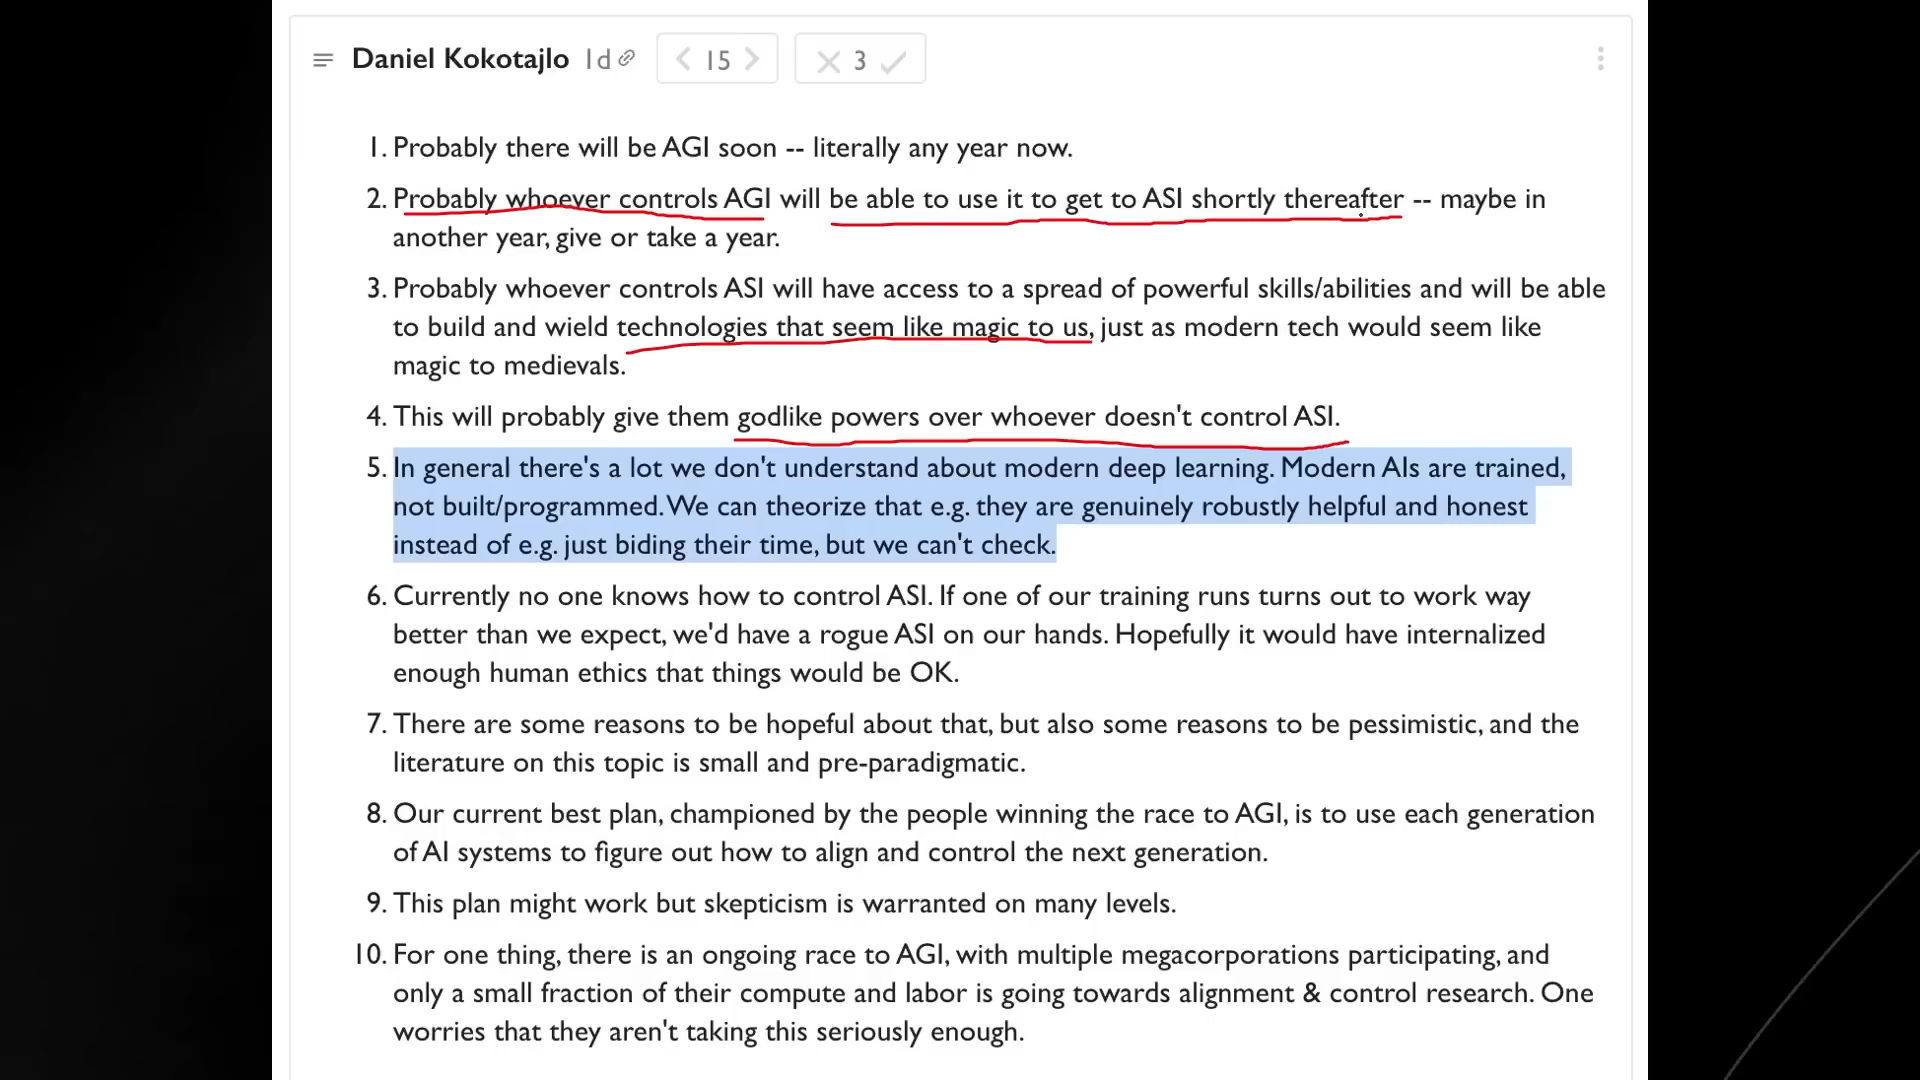 Daniel Kokotajlo 1d 15 3
1. Probably there will be AGI soon -- literally any year now.
2. Probably whoever controls AGI will be able to use it to get to ASI shortly thereafter -- maybe in
another year, give or take a year.
3. Probably whoever controls ASI will have access to a spread of powerful skills/abilities and will be able
to build and wield technologies that seem like magic to us, just as modern tech would seem like
magic to medievals.
4. This will probably give them godlike powers over whoever doesn't control ASI.
5. In general there's a lot we don't understand about modern deep learning. Modern AIs are trained,
not built/programmed. We can theorize that e.g. they are genuinely robustly helpful and honest
instead of e.g. just biding their time, but we can't check.
6. Currently no one knows how to control ASI. If one of our training runs turns out to work way
better than we expect, we'd have a rogue ASI on our hands. Hopefully it would have internalized
enough human ethics that things would be OK.
7. There are some reasons to be hopeful about that, but also some reasons to be pessimistic, and the
literature on this topic is small and pre-paradigmatic.
8. Our current best plan, championed by the people winning the race to AGI, is to use each generation
of AI systems to figure out how to align and control the next generation.
9. This plan might work but skepticism is warranted on many levels.
10. For one thing, there is an ongoing race to AGI, with multiple megacorporations participating, and
only a small fraction of their compute and labor is going towards alignment & control research. One
worries that they aren't taking this seriously enough.